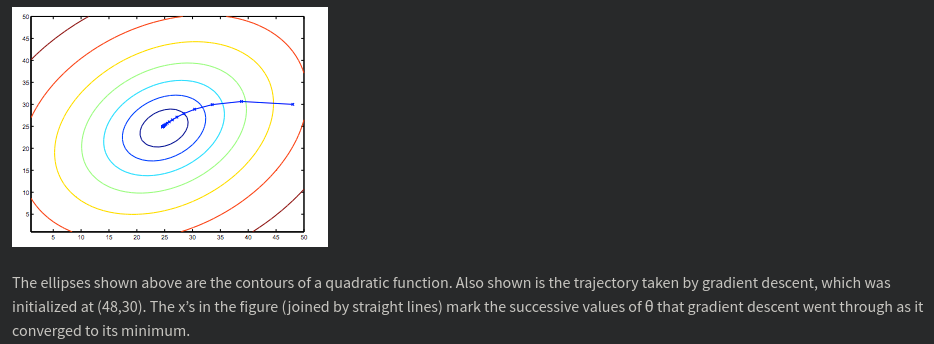 50
45
40
35
30
25
20
15
10
5
5 10 15 20 25 30 35 40 45 50
The ellipses shown above are the contours of a quadratic function. Also shown is the trajectory taken by gradient descent, which was
initialized at (48,30). The x's in the figure (joined by straight lines) mark the successive values of θ that gradient descent went through as it
converged to its minimum.